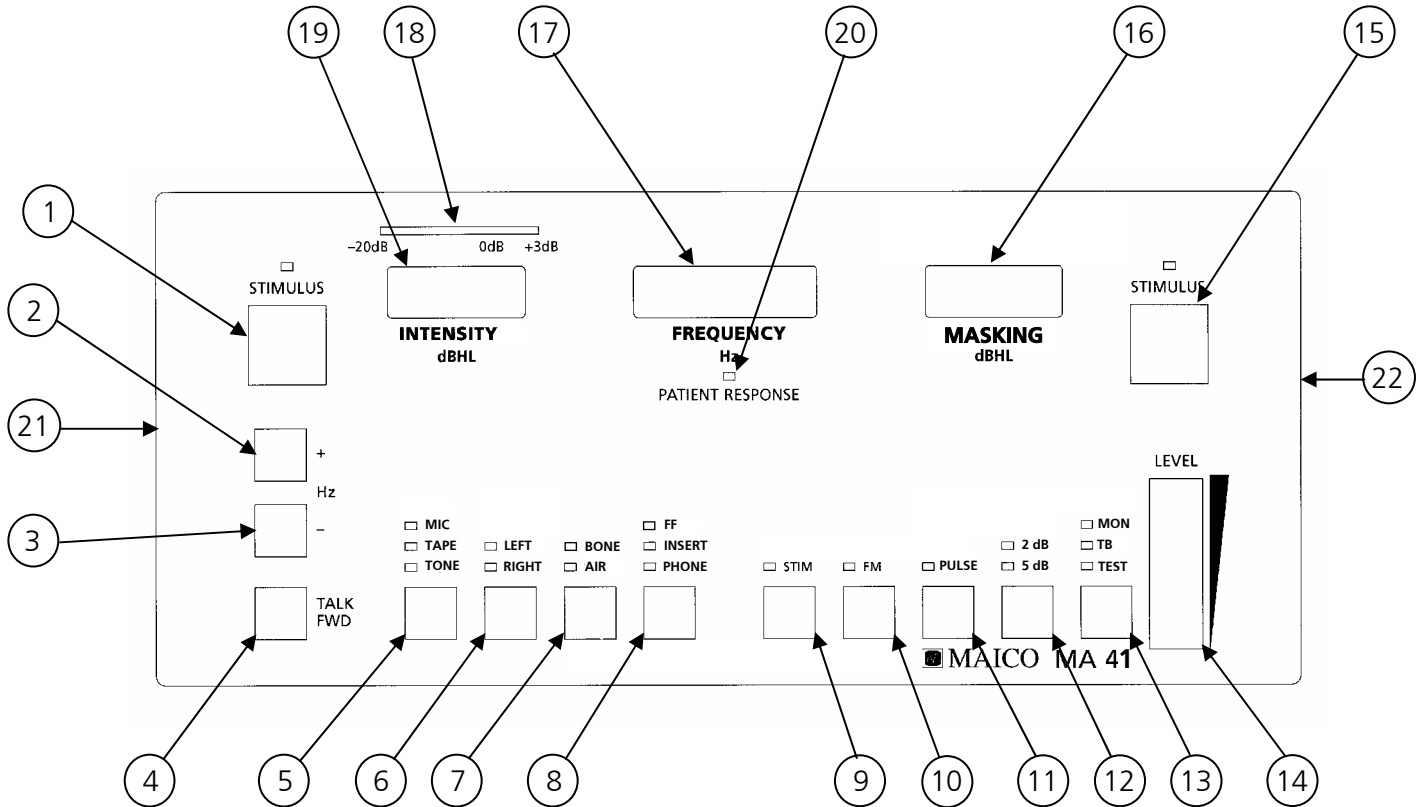 19 18 17 20 16 15
1
–20dB 0dB +3dB
STIMULUS
STIMULUS
2
INTENSITY
dBHL
FREQUENCY
Hz
MASKING
dBHL
PATIENT RESPONSE
22
21
+
Hz
–
3
LEVEL
MIC
TAPE
TONE
LEFT
RIGHT
BONE
AIR
FF
INSERT
PHONE
STIM
FM
PULSE
2 dB
5 dB
MON
TB
TEST
TALK
FWD
MAICO MA 41
4 5 6 7 8 9 10 11 12 13 14